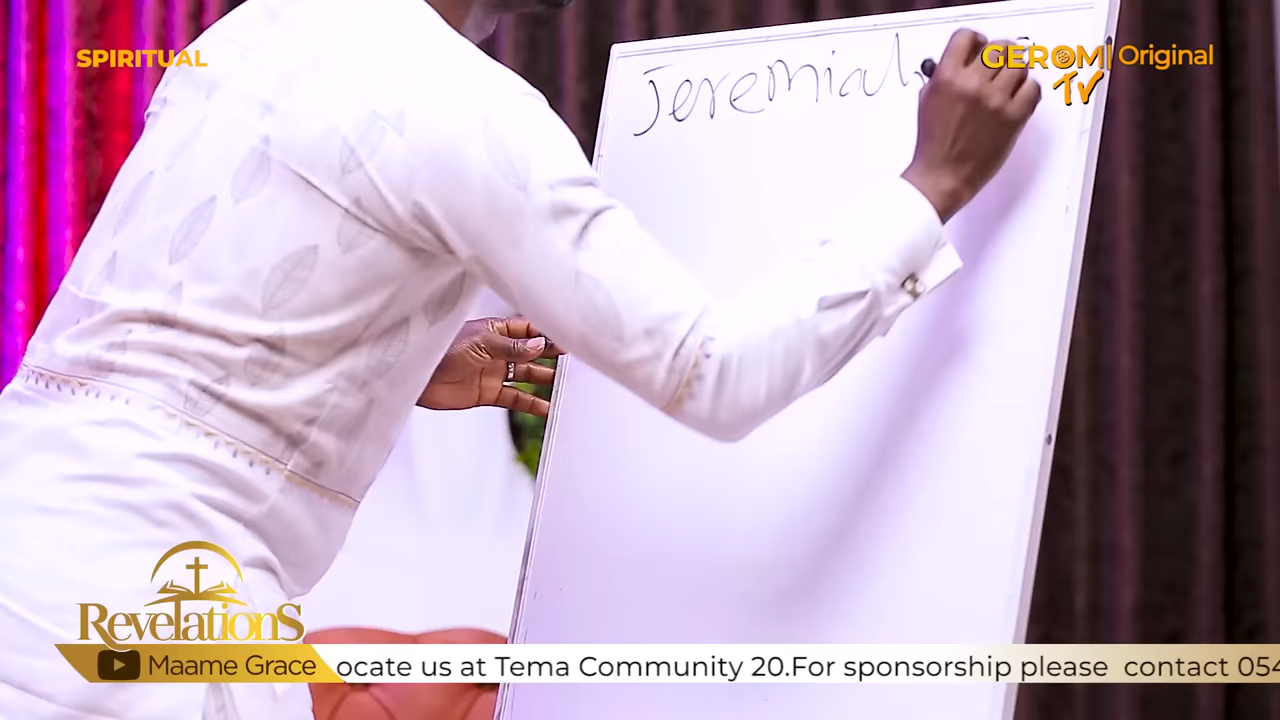 SPIRITUAL
GEROM TV | Original
Jeremiah
RevelationS
Maame Grace
ocate us at Tema Community 20.For sponsorship please contact 054